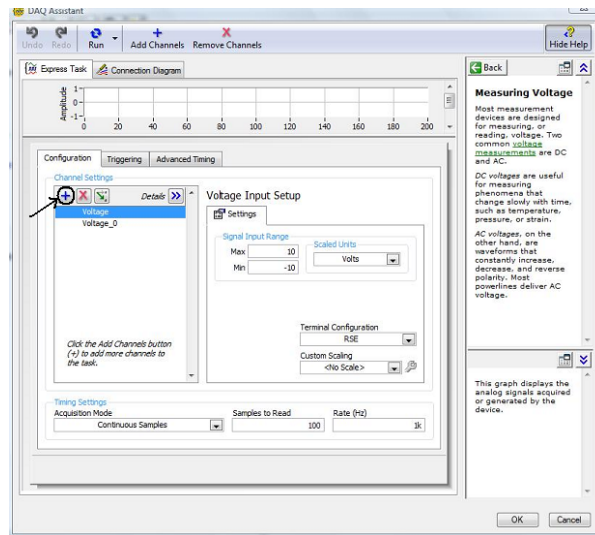 DAQ Assistant
Undo Redo Run Add Channels Remove Channels Hide Help
Express Task Connection Diagram
Amplitude
1-
0-
-1-
0 20 40 60 80 100 120 140 160 180 200
Configuration Triggering Advanced Timing
Channel Settings
Details
Voltage
Voltage_0
Click the Add Channels button
(+) to add more channels to
the task.
Voltage Input Setup
Settings
Signal Input Range
Max 10
Min -10
Scaled Units
Volts
Terminal Configuration
RSE
Custom Scaling
<No Scale>
Timing Settings
Acquisition Mode Samples to Read Rate (Hz)
Continuous Samples 100 1k
Back
Measuring Voltage
Most measurement
devices are designed
for measuring, or
reading, voltage. Two
common voltage
measurements are DC
and AC.
DC voltages are useful
for measuring
phenomena that
change slowly with time,
such as temperature,
pressure, or strain.
AC voltages, on the
other hand, are
waveforms that
constantly increase,
decrease, and reverse
polarity. Most
powerlines deliver AC
voltage.
This graph displays the
analog signals acquired
or generated by the
device.
OK Cancel